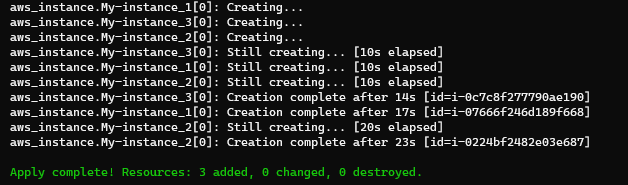 aws_instance.My-instance_1[0]: Creating...
aws_instance.My-instance_3[0]: Creating...
aws_instance.My-instance_2[0]: Creating...
aws_instance.My-instance_3[0]: Still creating... [10s elapsed]
aws_instance.My-instance_1[0]: Still creating... [10s elapsed]
aws_instance.My-instance_2[0]: Still creating... [10s elapsed]
aws_instance.My-instance_3[0]: Creation complete after 14s [id=i-0c7c8f277790ae190]
aws_instance.My-instance_1[0]: Creation complete after 17s [id=i-07666f246d189f668]
aws_instance.My-instance_2[0]: Still creating... [20s elapsed]
aws_instance.My-instance_2[0]: Creation complete after 23s [id=i-0224bf2482e03e687]
Apply complete! Resources: 3 added, 0 changed, 0 destroyed.